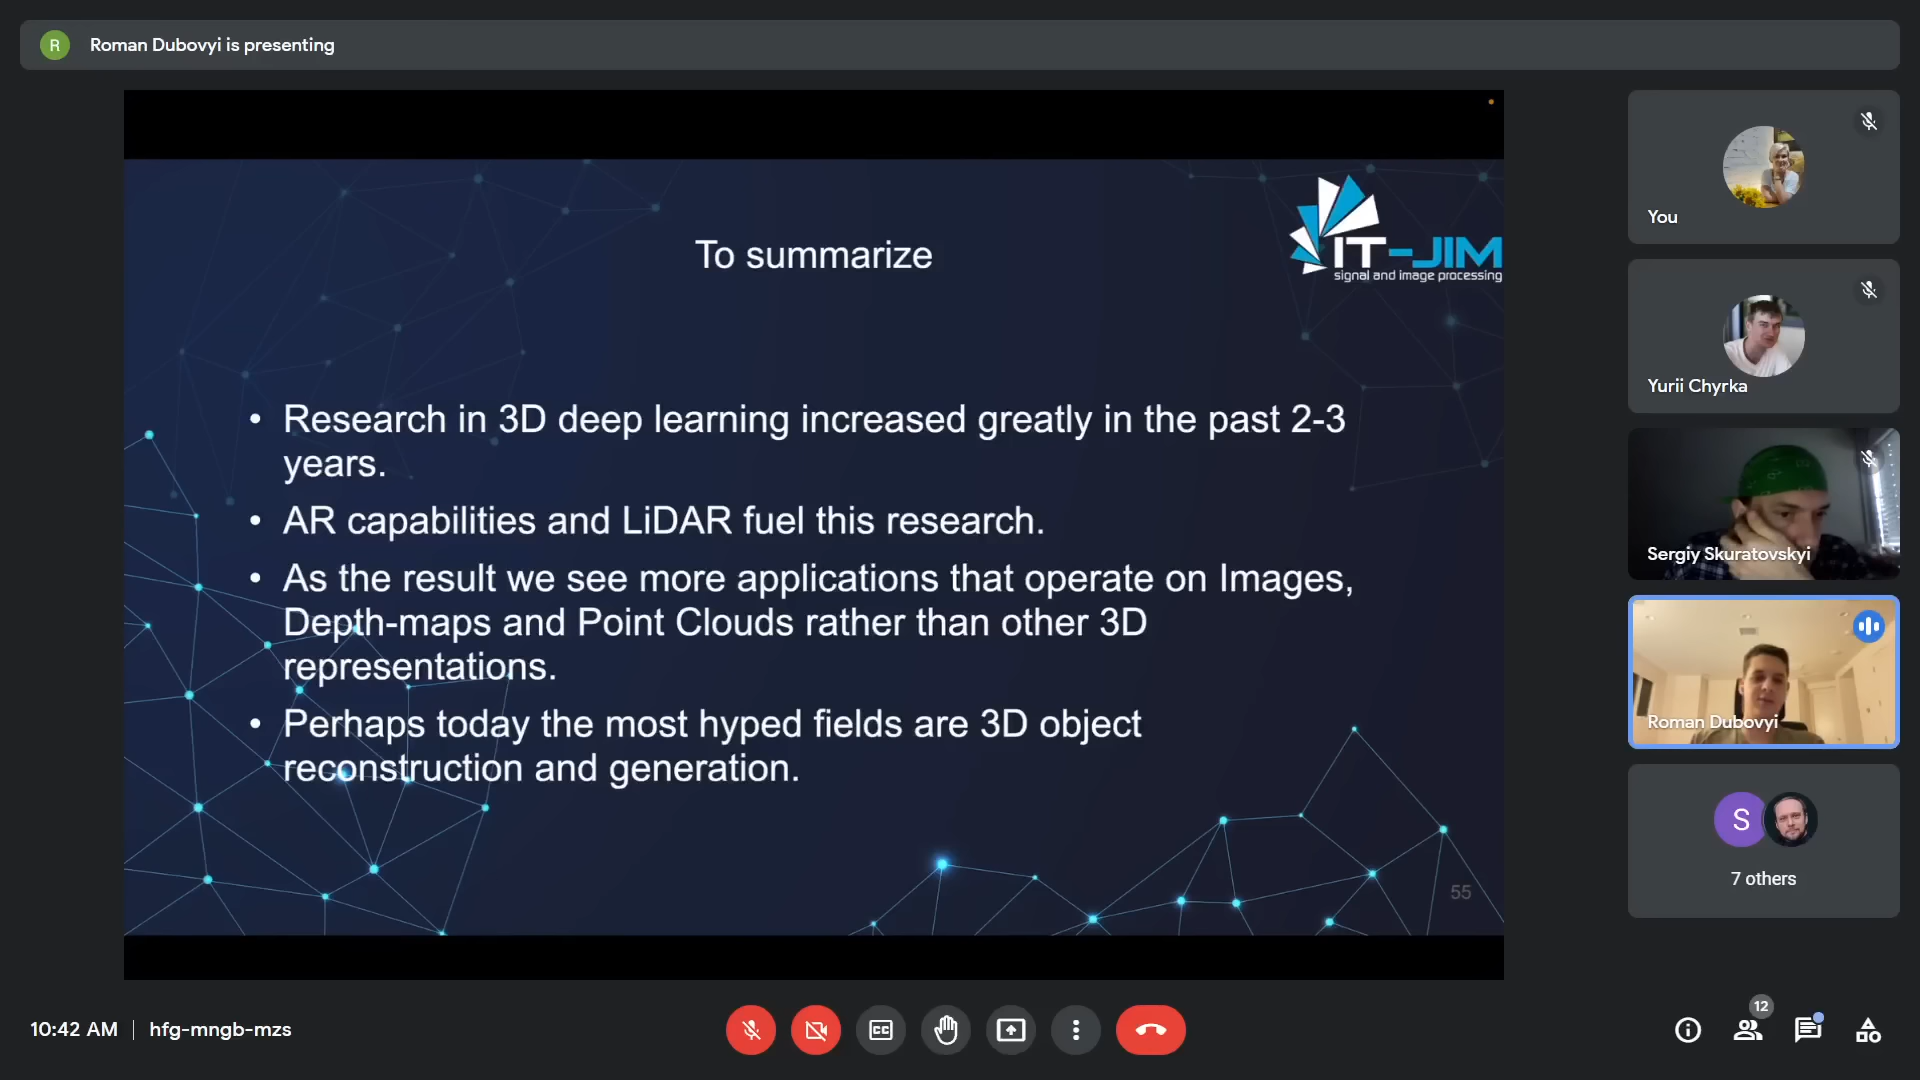 R
Roman Dubovyi is presenting
To summarize
IT-JIM
signal and image processing
• Research in 3D deep learning increased greatly in the past 2-3
years.
• AR capabilities and LiDAR fuel this research.
• As the result we see more applications that operate on Images,
Depth-maps and Point Clouds rather than other 3D
representations.
• Perhaps today the most hyped fields are 3D object
reconstruction and generation.
55
You
Yurii Chyrka
Sergiy Skuratovskyi
Roman Dubovyi
S
7 others
10:42 AM | hfg-mngb-mzs
CC
12